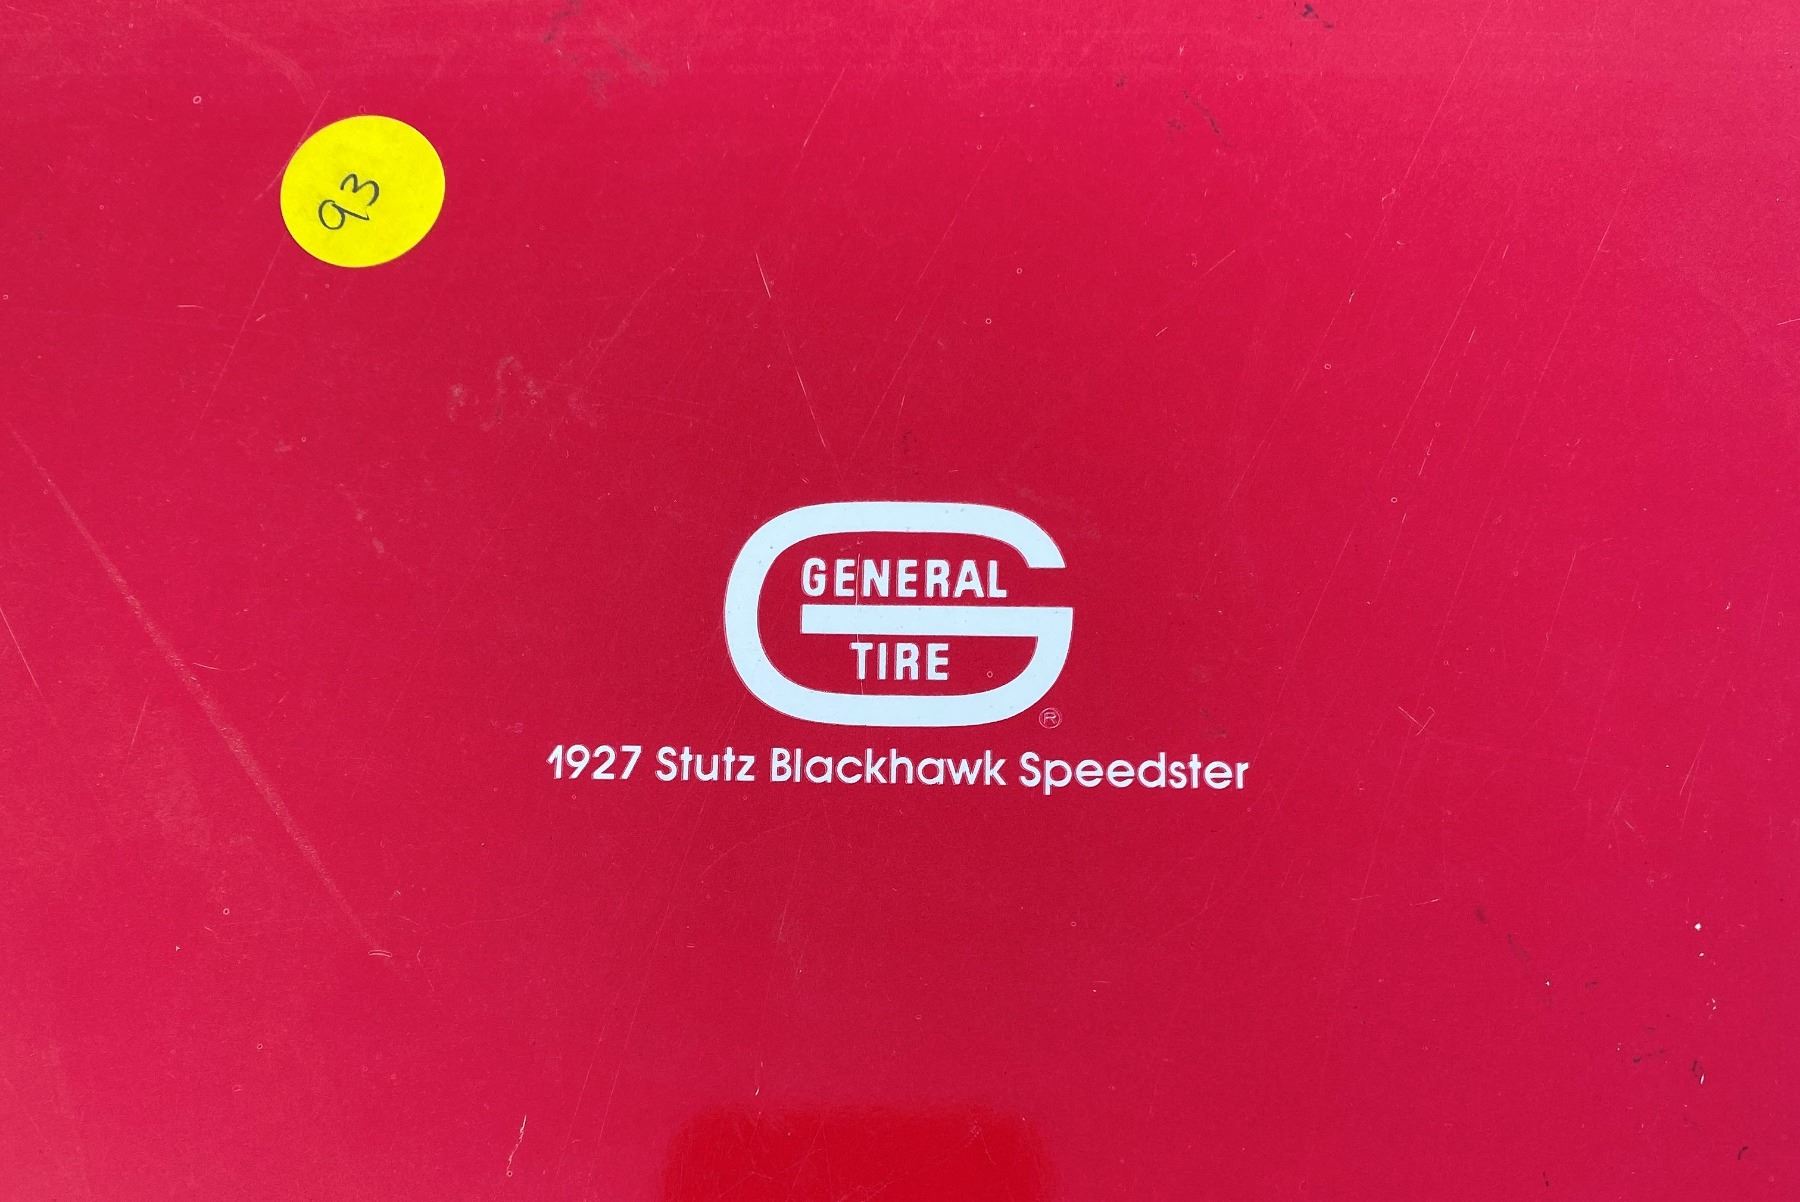 93
GENERAL
TIRE
®
1927 Stutz Blackhawk Speedster